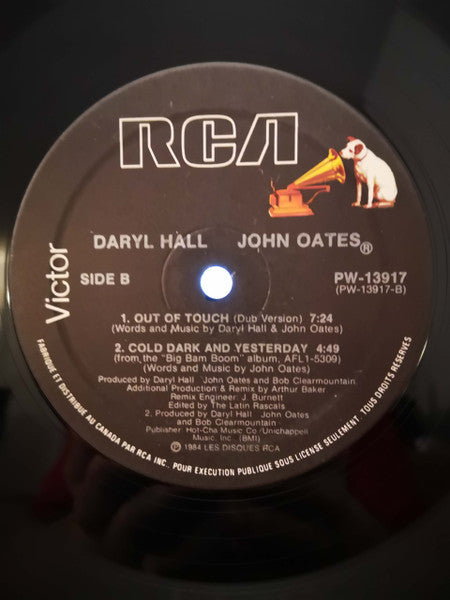 RCA
Victor
DARYL HALL JOHN OATES®
SIDE B
PW-13917
(PW-13917-B)
1. OUT OF TOUCH (Dub Version) 7:24
(Words and Music by Daryl Hall & John Oates)
2. COLD DARK AND YESTERDAY 4:49
(from the "Big Bam Boom" album, AFL1-5309)
(Words and Music by John Oates)
Produced by Daryl Hall John Oates and Bob Clearmountain
Additional Production & Remix by Arthur Baker
Remix Engineer: J. Burnett
Edited by The Latin Rascals
2. Produced by Daryl Hall John Oates
and Bob Clearmountain
Publisher: Hot-Cha Music Co./Unichappell
Music, Inc. (BMI)
℗ 1984 LES DISQUES RCA
FABRIQUÉ ET DISTRIBUÉ AU CANADA PAR RCA INC. POUR EXÉCUTION PUBLIQUE SOUS LICENSE SEULEMENT. TOUS DROITS RÉSERVÉS